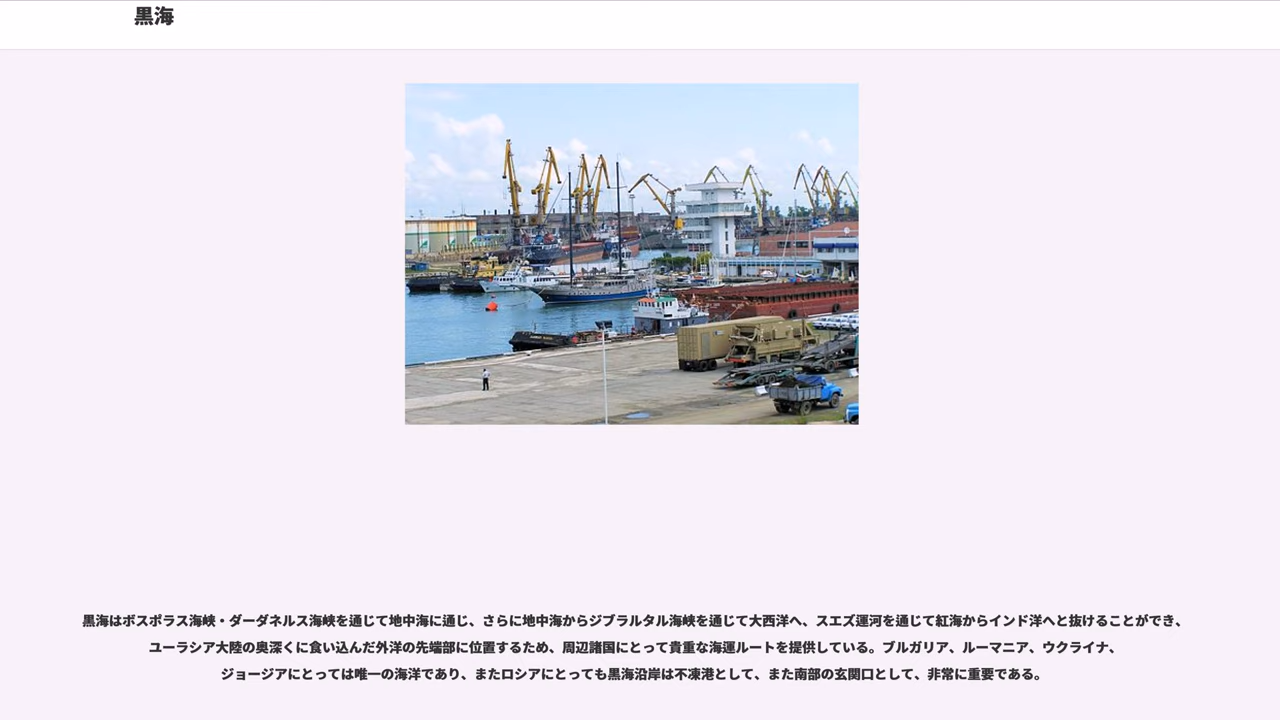 黒海
黒海はボスポラス海峡・ダーダネルス海峡を通じて地中海に通じ、さらに地中海からジブラルタル海峡を通じて大西洋へ、スエズ運河を通じて紅海からインド洋へと抜けることができ、
ユーラシア大陸の奥深くに食い込んだ外洋の先端部に位置するため、周辺諸国にとって貴重な海運ルートを提供している。ブルガリア、ルーマニア、ウクライナ、
ジョージアにとっては唯一の海洋であり、またロシアにとっても黒海沿岸は不凍港として、また南部の玄関口として、非常に重要である。